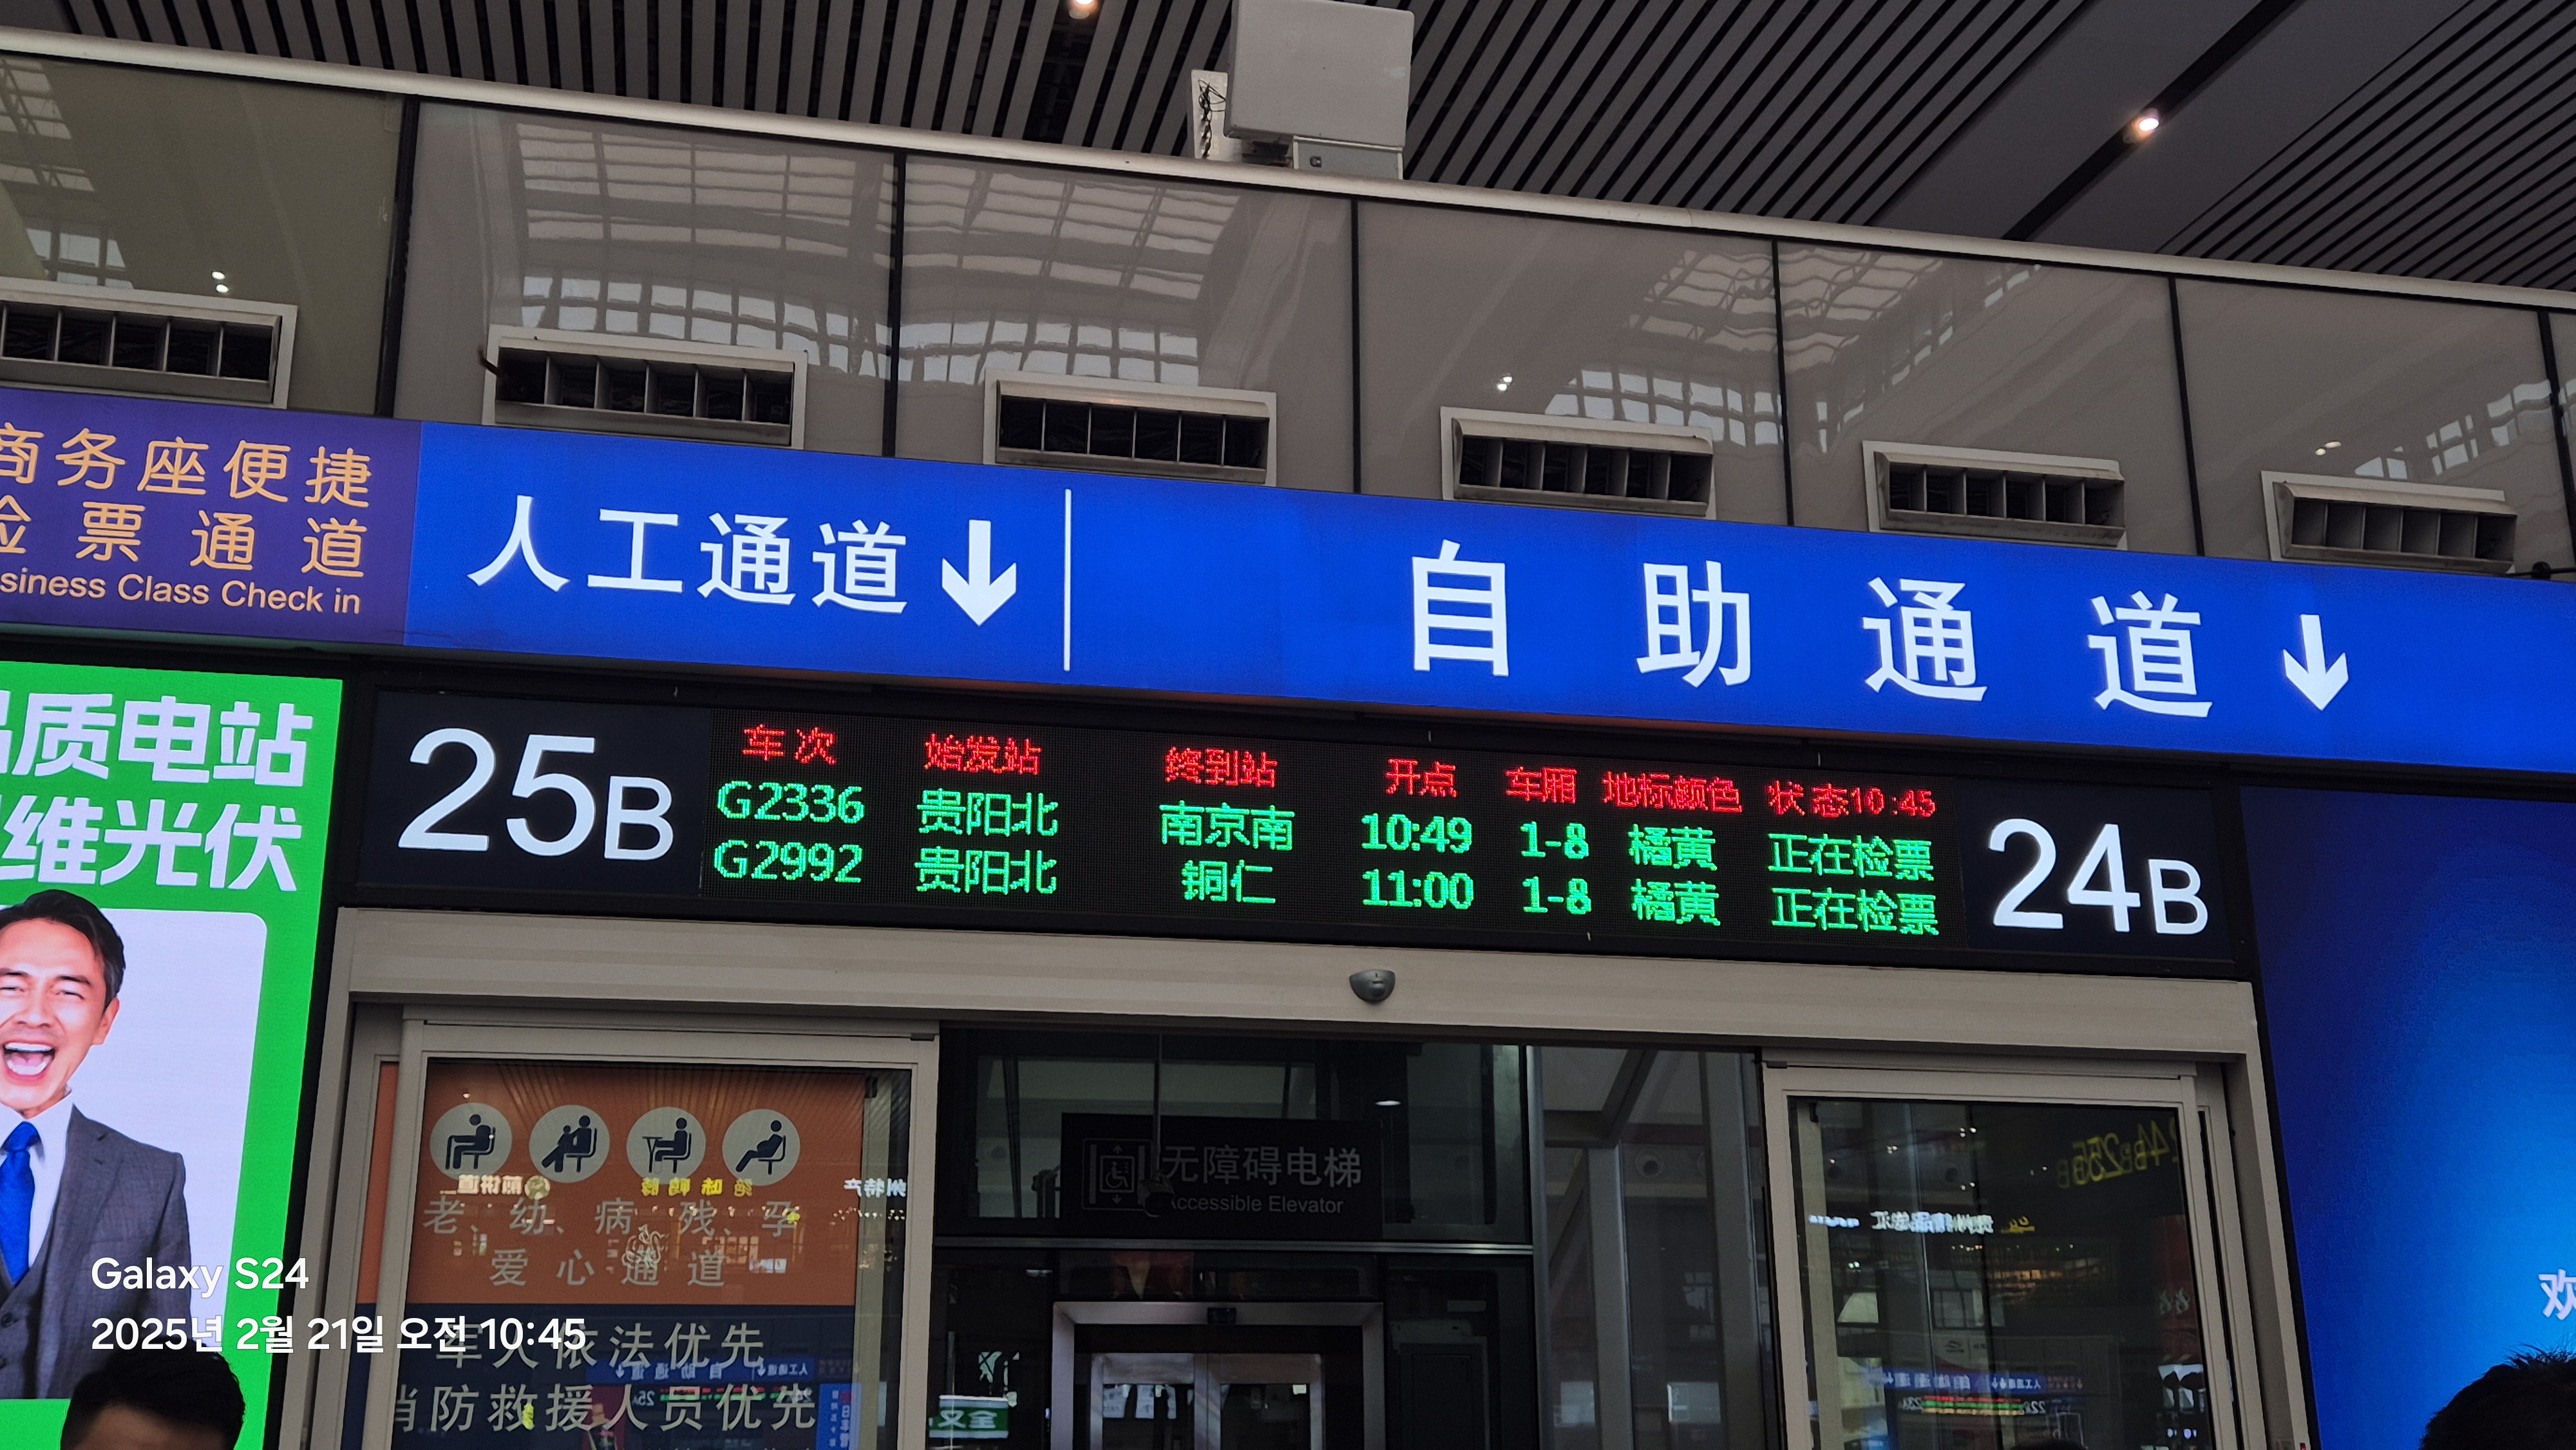 商务座便捷
检票通道
siness Class Check in
人工通道↓
自助通道↓
品质电站
维光伏
25B
车次 始发站 终到站 开点 车厢 地标颜色 状态10:45
G2336 贵阳北 南京南 10:49 1-8 橘黄 正在检票
G2992 贵阳北 铜仁 11:00 1-8 橘黄 正在检票
24B
无障碍电梯
Accessible Elevator
老、幼、病、残、孕
爱心通道
军人依法优先
消防救援人员优先
欢
Galaxy S24
2025년 2월 21일 오전 10:45